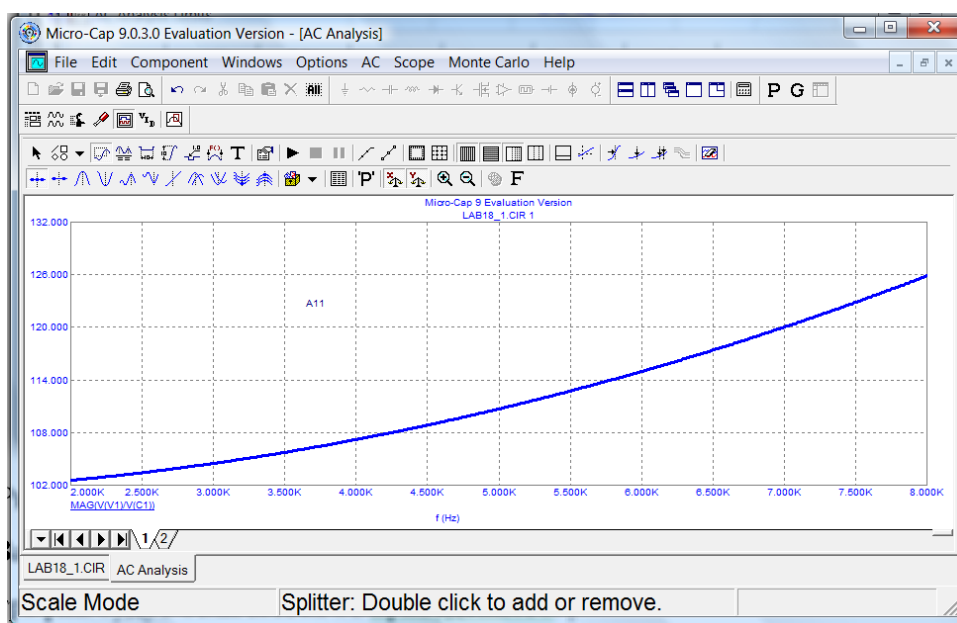 Micro-Cap 9.0.3.0 Evaluation Version - [AC Analysis]
File Edit Component Windows Options AC Scope Monte Carlo Help
P G
T
'P' F
Micro-Cap 9 Evaluation Version
LAB18_1.CIR 1
132.000
126.000
A11
120.000
114.000
108.000
102.000
2.000K 2.500K 3.000K 3.500K 4.000K 4.500K 5.000K 5.500K 6.000K 6.500K 7.000K 7.500K 8.000K
MAG(V(V1)/V(C1))
f (Hz)
1 2
LAB18_1.CIR AC Analysis
Scale Mode Splitter: Double click to add or remove.